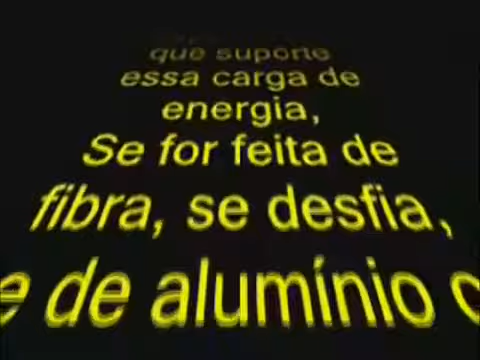 que suporte
essa carga de
energia,
Se for feita de
fibra, se desfia,
e de alumínio